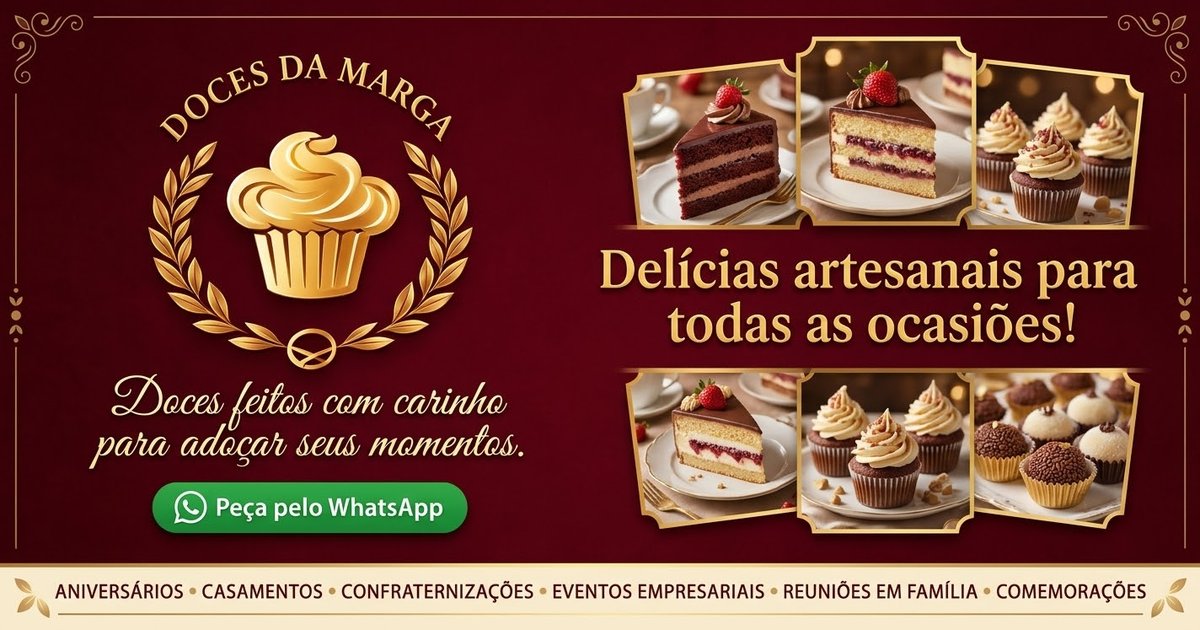 DOCES DA MARGA
Doces feitos com carinho
para adoçar seus momentos.
Peça pelo WhatsApp
Delícias artesanais para
todas as ocasiões!
ANIVERSÁRIOS • CASAMENTOS • CONFRATERNIZAÇÕES • EVENTOS EMPRESARIAIS • REUNIÕES EM FAMÍLIA • COMEMORAÇÕES